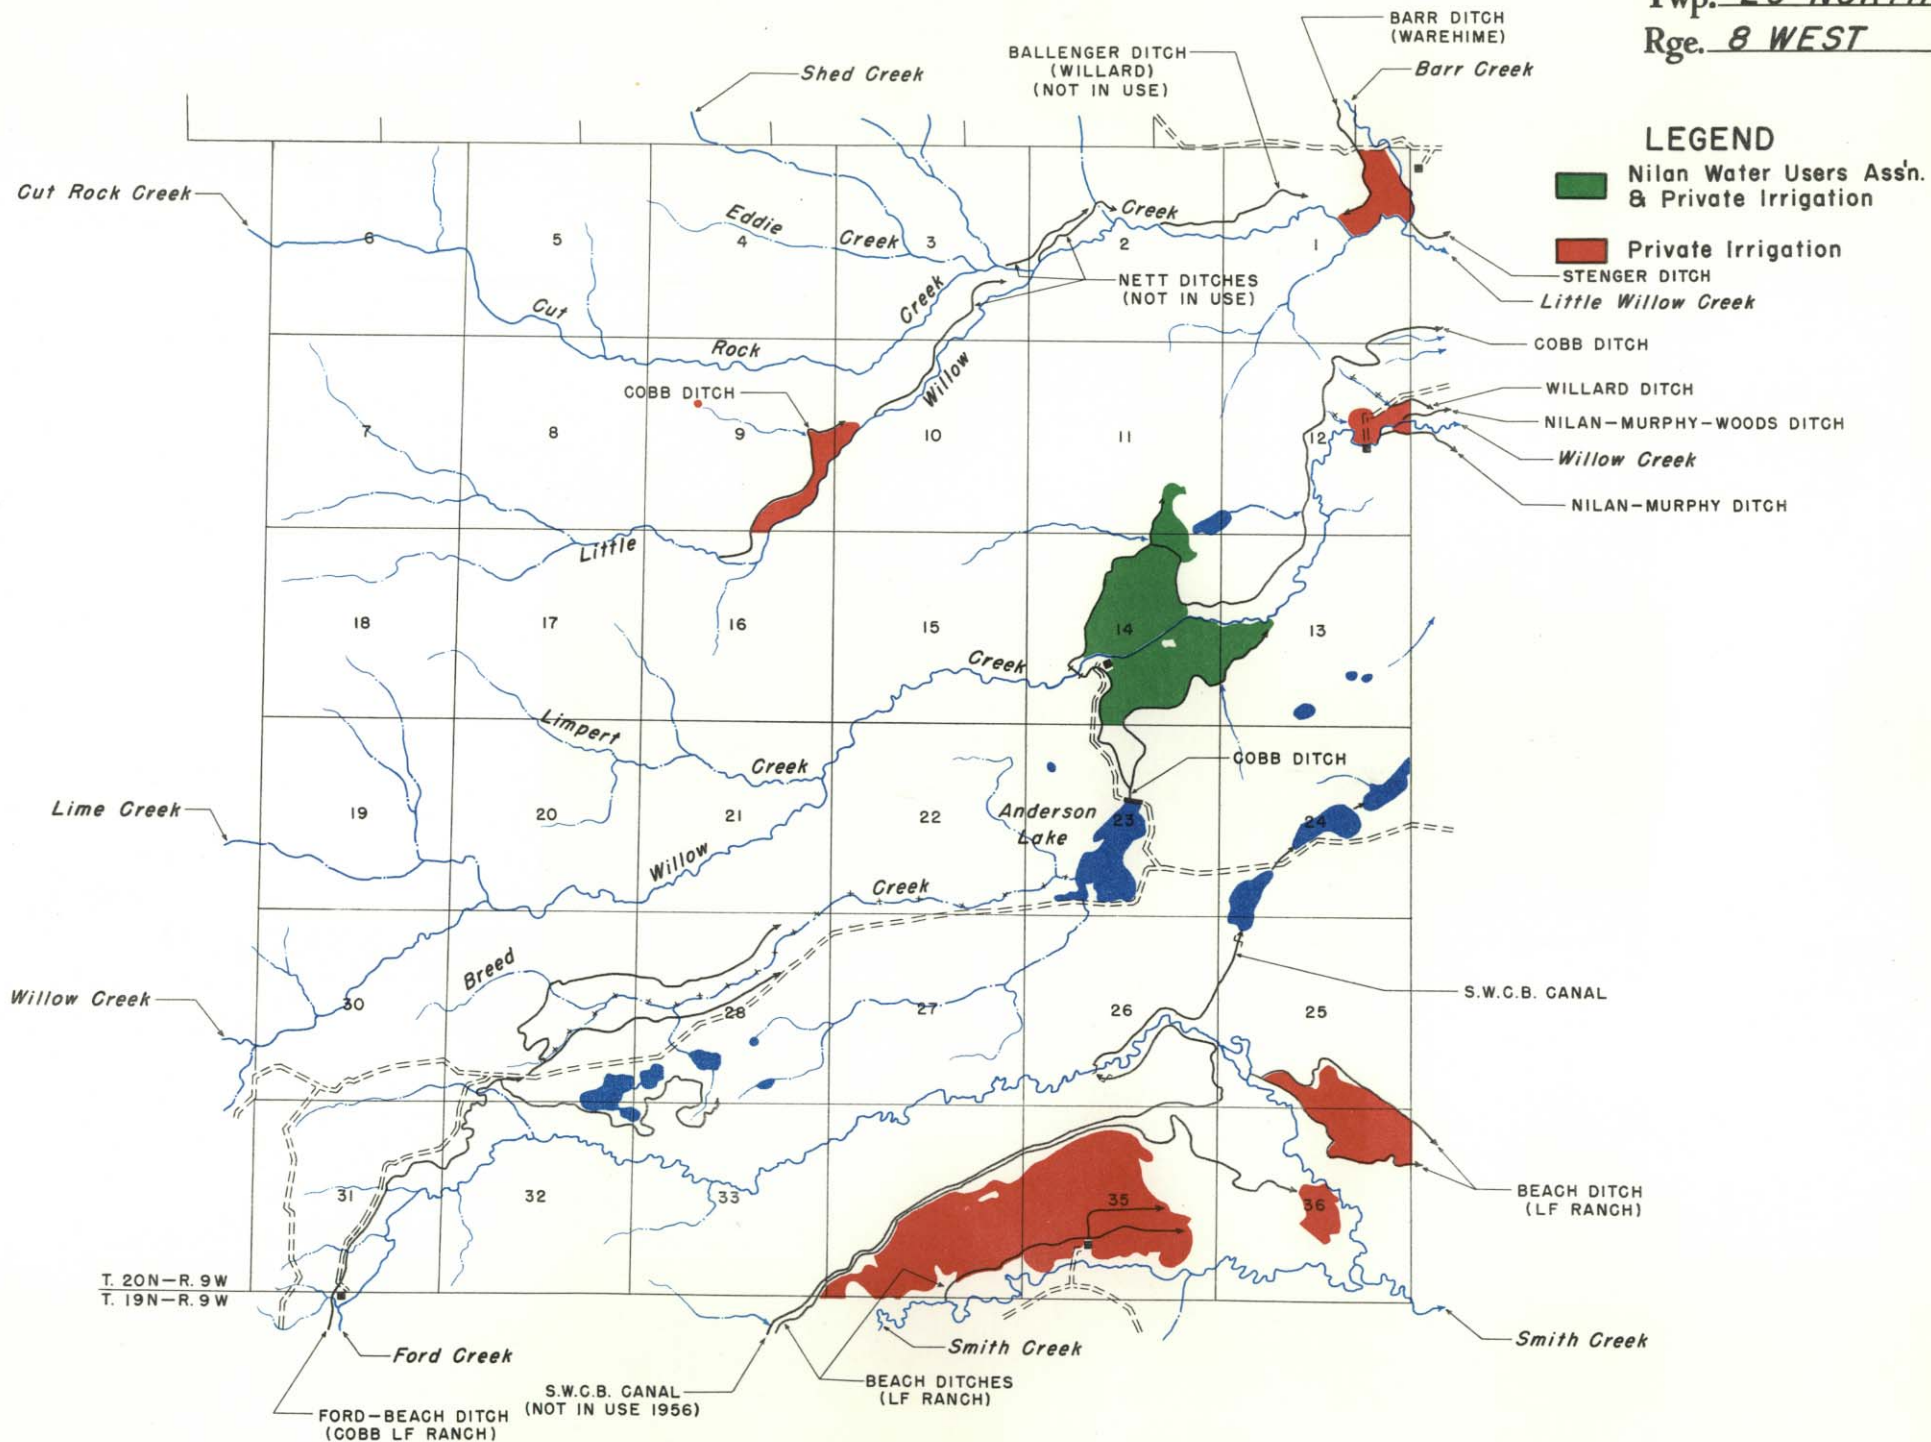 Twp. 20 NORTH
Rge. 8 WEST
LEGEND
Nilan Water Users Ass'n.
& Private Irrigation
Private Irrigation
BARR DITCH
(WAREHIME)
Barr Creek
BALLENGER DITCH
(WILLARD)
(NOT IN USE)
Shed Creek
Cut Rock Creek
Eddie
Creek
Creek
6
5
4
3
2
1
STENGER DITCH
Little Willow Creek
NETT DITCHES
(NOT IN USE)
Cut
Rock
Creek
Willow
COBB DITCH
COBB DITCH
WILLARD DITCH
NILAN-MURPHY-WOODS DITCH
Willow Creek
NILAN-MURPHY DITCH
7
8
9
10
11
12
Little
18
17
16
15
14
13
Creek
Limpert
Creek
COBB DITCH
Lime Creek
19
20
21
22
Anderson
Lake
23
24
Willow
Creek
Breed
Willow Creek
30
28
27
26
25
S.W.C.B. CANAL
31
32
33
35
36
BEACH DITCH
(LF RANCH)
T. 20N-R. 9W
T. 19N-R. 9W
Ford Creek
Smith Creek
Smith Creek
S.W.C.B. CANAL
(NOT IN USE 1956)
BEACH DITCHES
(LF RANCH)
FORD-BEACH DITCH
(COBB LF RANCH)